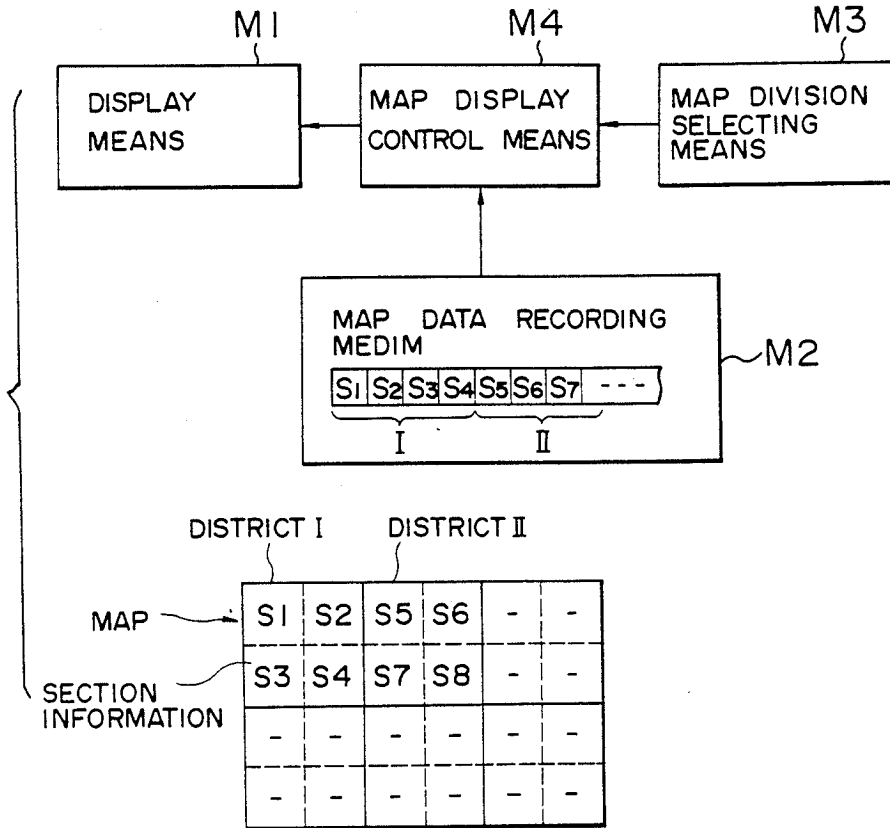 M1
M4
M3
DISPLAY
MEANS
MAP DISPLAY
CONTROL MEANS
MAP DIVISION
SELECTING
MEANS
MAP DATA RECORDING
MEDIM
M2
S1 S2 S3 S4 S5 S6 S7 ---
I II
DISTRICT I DISTRICT II
MAP
S1 S2 S5 S6 - -
S3 S4 S7 S8 - -
SECTION
INFORMATION
- - - - - -
- - - - - -